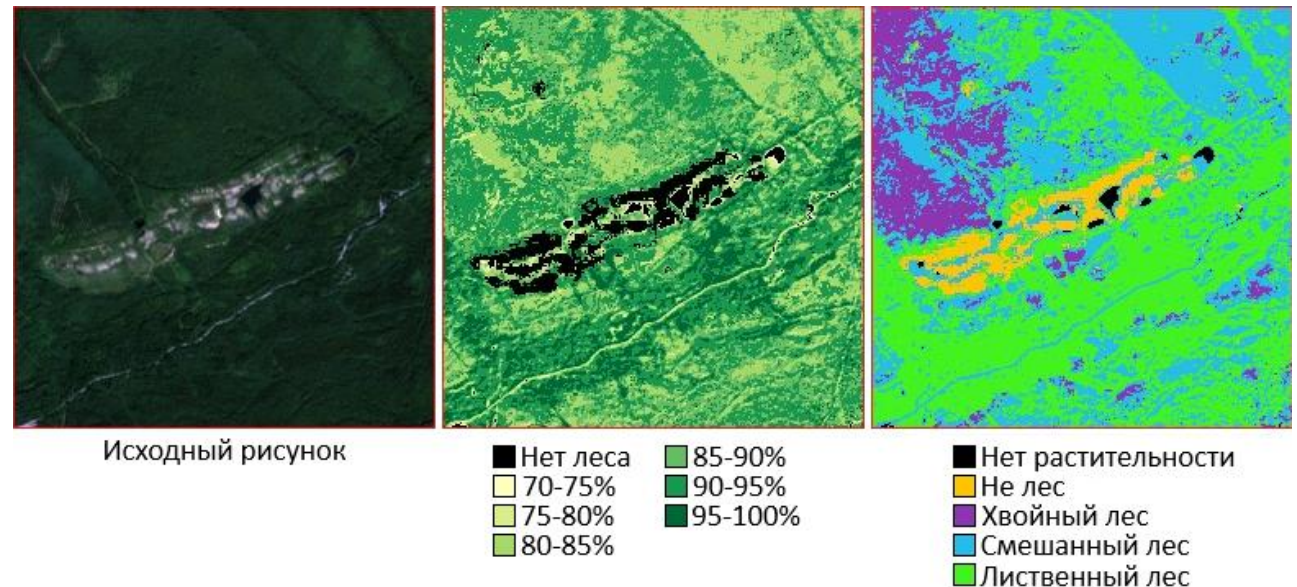 Исходный рисунок
Нет леса
70-75%
75-80%
80-85%
85-90%
90-95%
95-100%
Нет растительности
Не лес
Хвойный лес
Смешанный лес
Лиственный лес